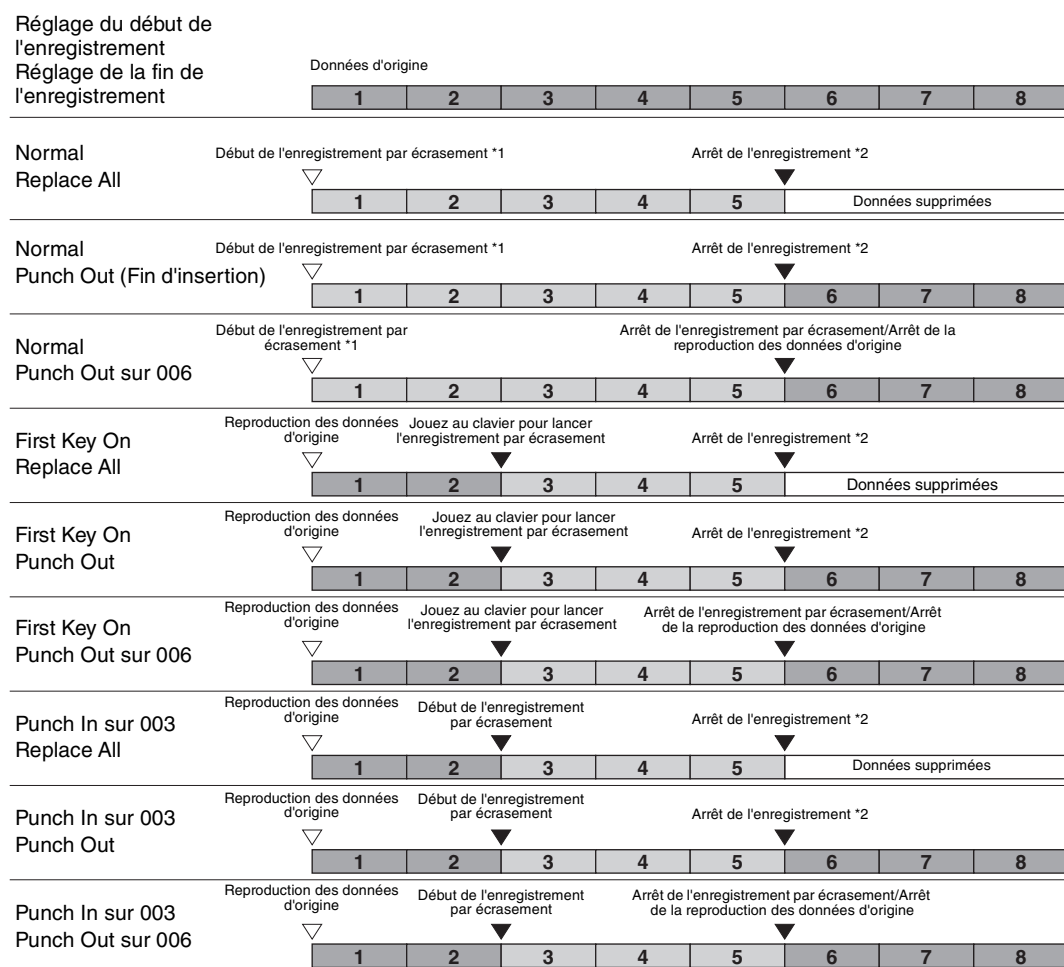 Réglage du début de
l'enregistrement
Réglage de la fin de
l'enregistrement
Données d'origine
1 2 3 4 5 6 7 8
Normal
Replace All
Début de l'enregistrement par écrasement *1
Arrêt de l'enregistrement *2
1 2 3 4 5 Données supprimées
Normal
Punch Out (Fin d'insertion)
Début de l'enregistrement par écrasement *1
Arrêt de l'enregistrement *2
1 2 3 4 5 6 7 8
Normal
Punch Out sur 006
Début de l'enregistrement par
écrasement *1
Arrêt de l'enregistrement par écrasement/Arrêt de la
reproduction des données d'origine
1 2 3 4 5 6 7 8
First Key On
Replace All
Reproduction des données
d'origine
Jouez au clavier pour lancer
l'enregistrement par écrasement
Arrêt de l'enregistrement *2
1 2 3 4 5 Données supprimées
First Key On
Punch Out
Reproduction des données
d'origine
Jouez au clavier pour lancer
l'enregistrement par écrasement
Arrêt de l'enregistrement *2
1 2 3 4 5 6 7 8
First Key On
Punch Out sur 006
Reproduction des données
d'origine
Jouez au clavier pour lancer
l'enregistrement par écrasement
Arrêt de l'enregistrement par écrasement/Arrêt
de la reproduction des données d'origine
1 2 3 4 5 6 7 8
Punch In sur 003
Replace All
Reproduction des données
d'origine
Début de l'enregistrement
par écrasement
Arrêt de l'enregistrement *2
1 2 3 4 5 Données supprimées
Punch In sur 003
Punch Out
Reproduction des données
d'origine
Début de l'enregistrement
par écrasement
Arrêt de l'enregistrement *2
1 2 3 4 5 6 7 8
Punch In sur 003
Punch Out sur 006
Reproduction des données
d'origine
Début de l'enregistrement
par écrasement
Arrêt de l'enregistrement par écrasement/Arrêt
de la reproduction des données d'origine
1 2 3 4 5 6 7 8